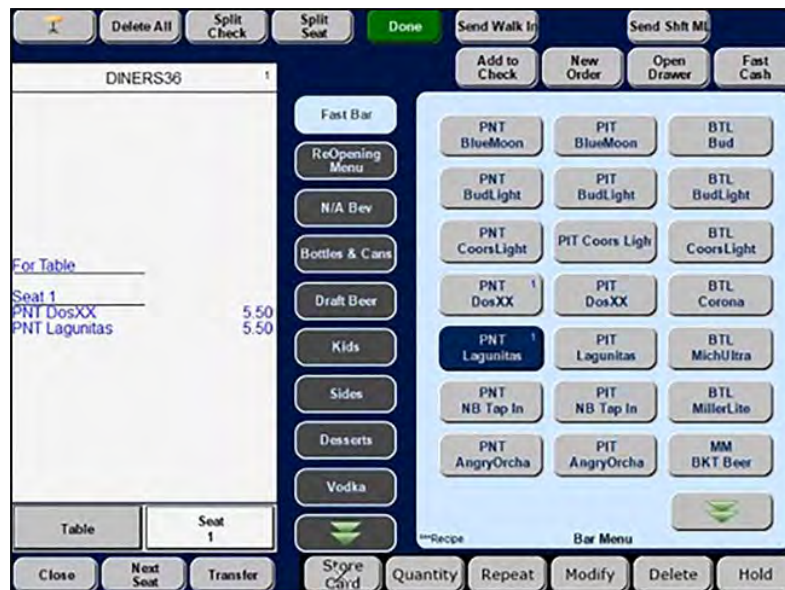 Delete All
Split
Check
Split
Seat
Done
Send Walk In
Send Shft ML
Add to
Check
New
Order
Open
Drawer
Fast
Cash
DINERS36 1
For Table
Seat 1
PNT DosXX 5.50
PNT Lagunitas 5.50
Table
Seat
1
Fast Bar
ReOpening
Menu
N/A Bev
Bottles & Cans
Draft Beer
Kids
Sides
Desserts
Vodka
PNT
BlueMoon
PIT
BlueMoon
BTL
Bud
PNT
BudLight
PIT
BudLight
BTL
BudLight
PNT
CoorsLight
PIT Coors Ligh
BTL
CoorsLight
PNT 1
DosXX
PIT
DosXX
BTL
Corona
PNT 1
Lagunitas
PIT
Lagunitas
BTL
MichUltra
PNT
NB Tap In
PIT
NB Tap In
BTL
MillerLite
PNT
AngryOrcha
PIT
AngryOrcha
MM
BKT Beer
***Recipe
Bar Menu
Close
Next
Seat
Transfer
Store
Card
Quantity
Repeat
Modify
Delete
Hold